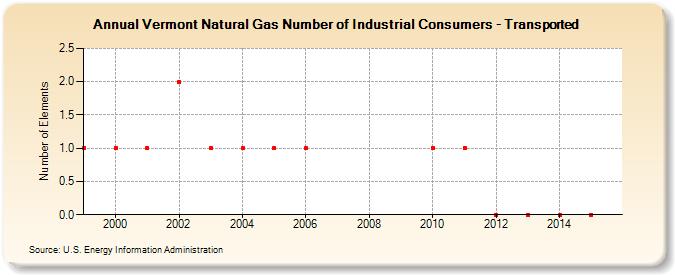 Annual Vermont Natural Gas Number of Industrial Consumers - Transported
Number of Elements
2.5
2.0
1.5
1.0
0.5
0.0
2000 2002 2004 2006 2008 2010 2012 2014
Source: U.S. Energy Information Administration